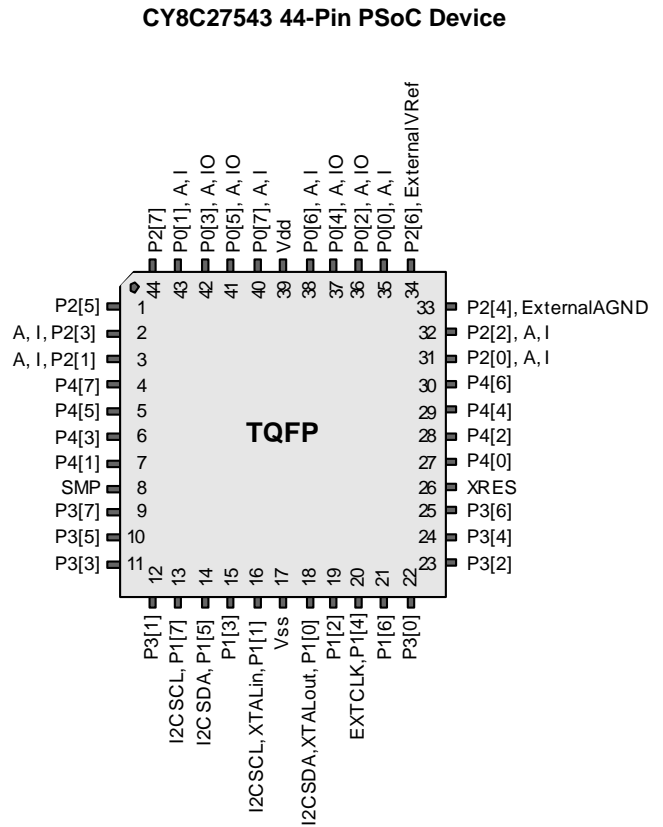 CY8C27543 44-Pin PSoC Device
P2[7]
P0[1], A, I
P0[3], A, IO
P0[5], A, IO
P0[7], A, I
Vdd
P0[6], A, I
P0[4], A, IO
P0[2], A, IO
P0[0], A, I
P2[6], External VRef
44
43
42
41
40
39
38
37
36
35
34
P2[5] 1
A, I, P2[3] 2
A, I, P2[1] 3
P4[7] 4
P4[5] 5
P4[3] 6
P4[1] 7
SMP 8
P3[7] 9
P3[5] 10
P3[3] 11
TQFP
33 P2[4], ExternalAGND
32 P2[2], A, I
31 P2[0], A, I
30 P4[6]
29 P4[4]
28 P4[2]
27 P4[0]
26 XRES
25 P3[6]
24 P3[4]
23 P3[2]
12
13
14
15
16
17
18
19
20
21
22
P3[1]
I2CSCL, P1[7]
I2C SDA, P1[5]
P1[3]
I2CSCL, XTALin, P1[1]
Vss
I2CSDA, XTALout, P1[0]
P1[2]
EXTCLK, P1[4]
P1[6]
P3[0]